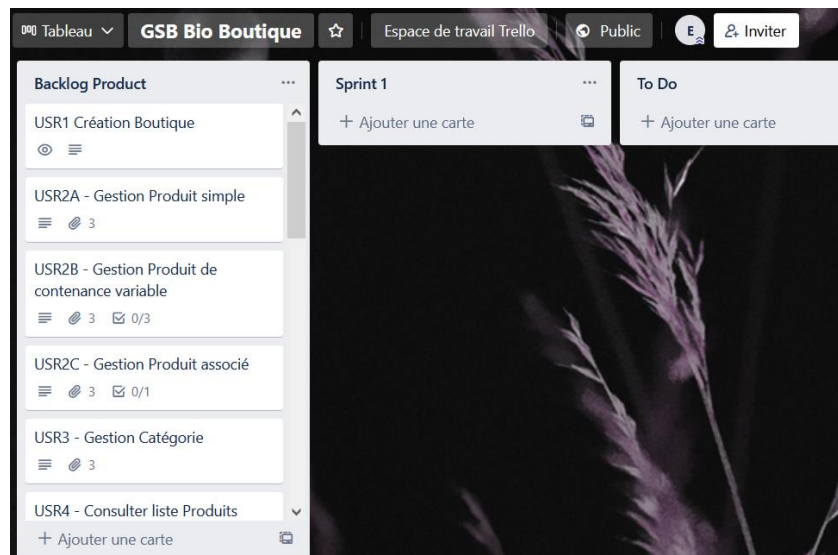 Tableau
GSB Bio Boutique
Espace de travail Trello
Public
E
Inviter
Backlog Product
USR1 Création Boutique
USR2A - Gestion Produit simple
3
USR2B - Gestion Produit de
contenance variable
3 0/3
USR2C - Gestion Produit associé
3 0/1
USR3 - Gestion Catégorie
3
USR4 - Consulter liste Produits
+ Ajouter une carte
Sprint 1
+ Ajouter une carte
To Do
+ Ajouter une carte